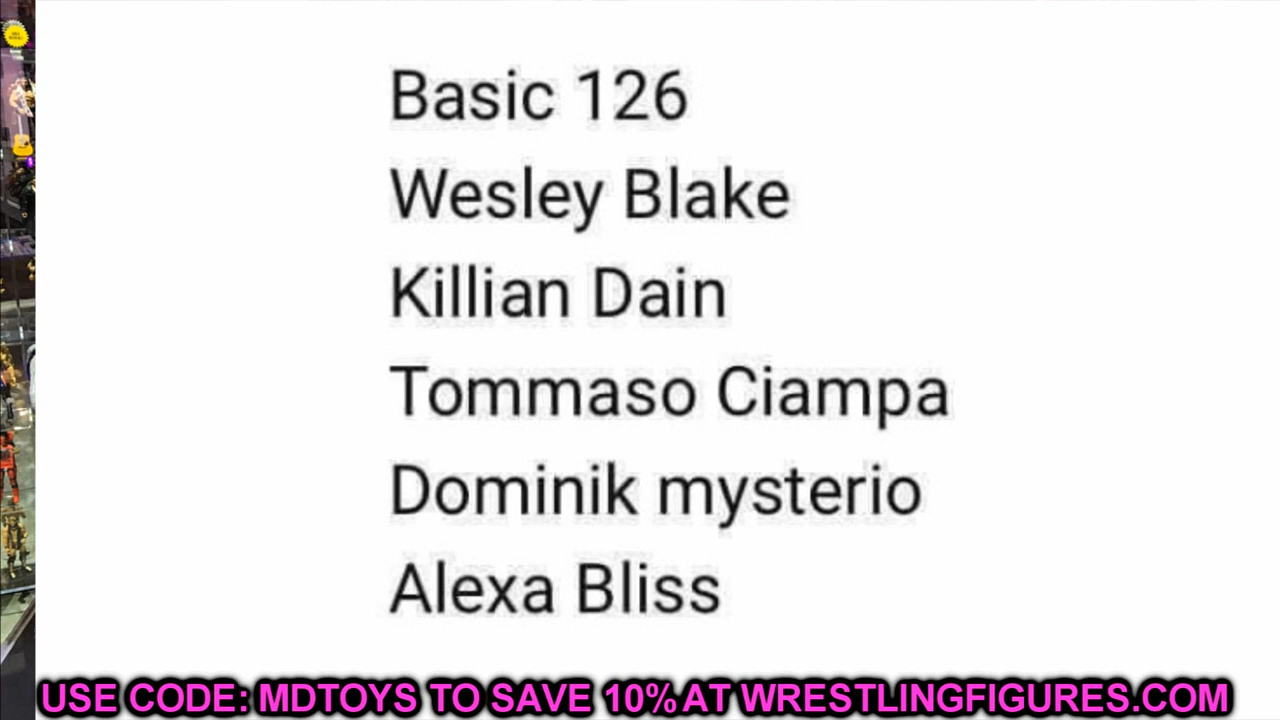 Basic 126
Wesley Blake
Killian Dain
Tommaso Ciampa
Dominik mysterio
Alexa Bliss
USE CODE: MDTOYS TO SAVE 10% AT WRESTLINGFIGURES.COM